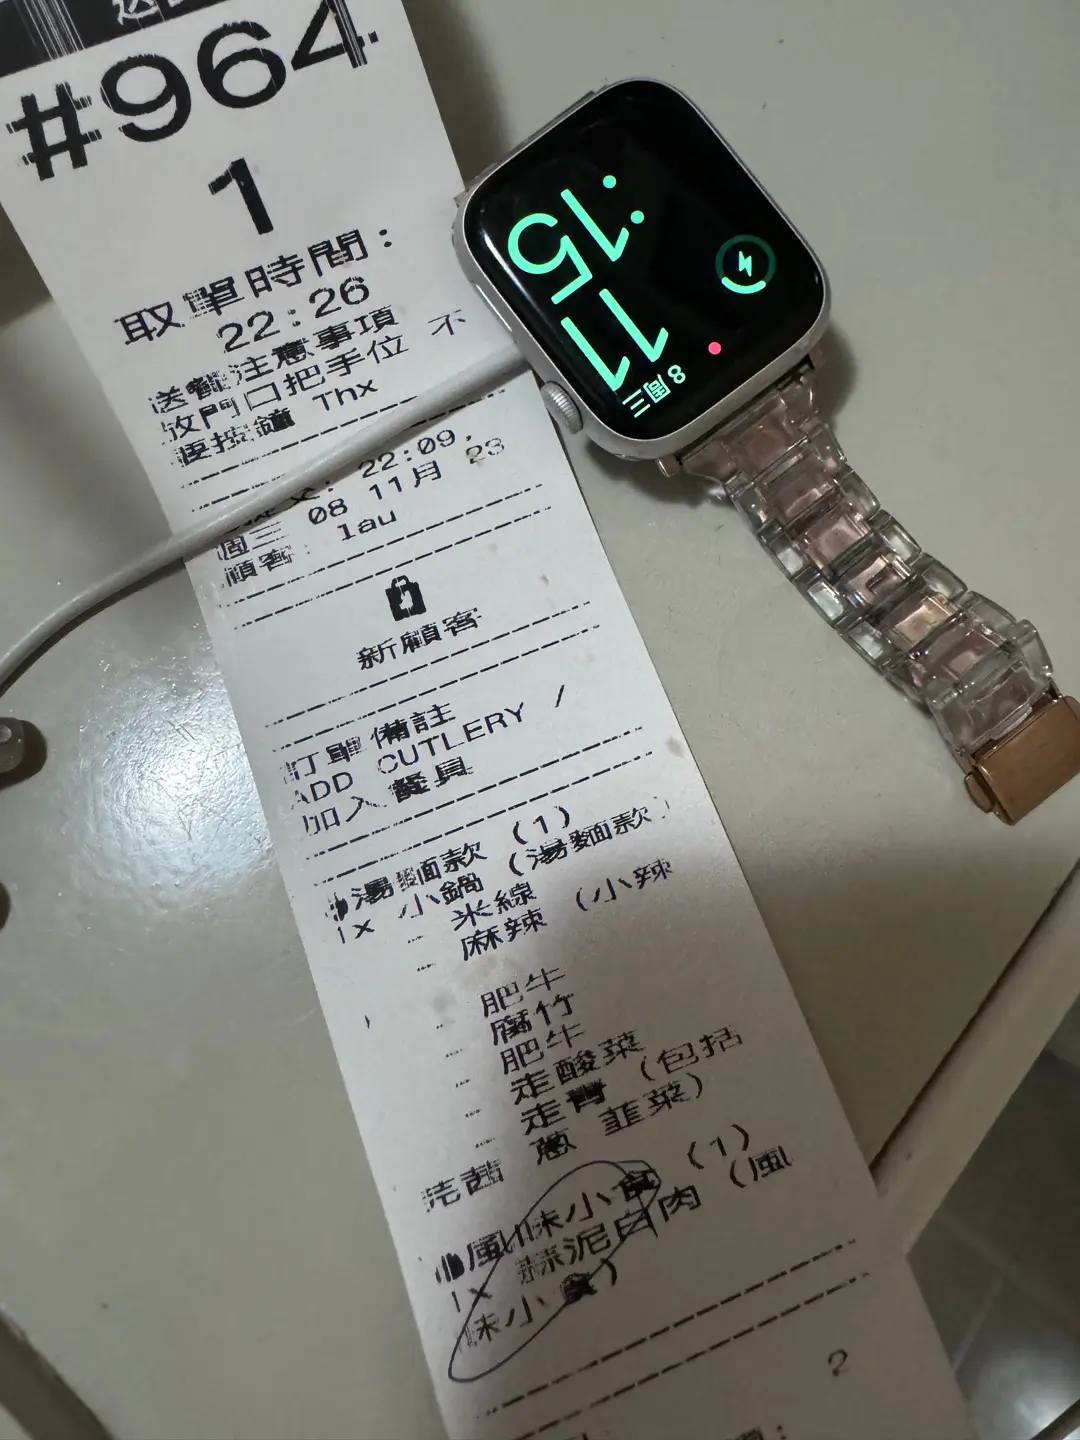 #964
1
取單時間:
22:26
送餐注意事項
放門口把手位 不
要按鐘 Thx
22:09,
周三 08 11月 23
顧客: lau
新顧客
訂單備註
ADD CUTLERY /
加入餐具
湯麵款 (1)
1x 小鍋 (湯麵款)
- 米線
- 麻辣 (小辣
- 肥牛
- 腐竹
- 肥牛
- 走酸菜
- 走青 (包括
蔥 韭菜)
芫茜
風味小食 (1)
1x 蒜泥白肉 (風
味小食)
2
11:15
8 周三